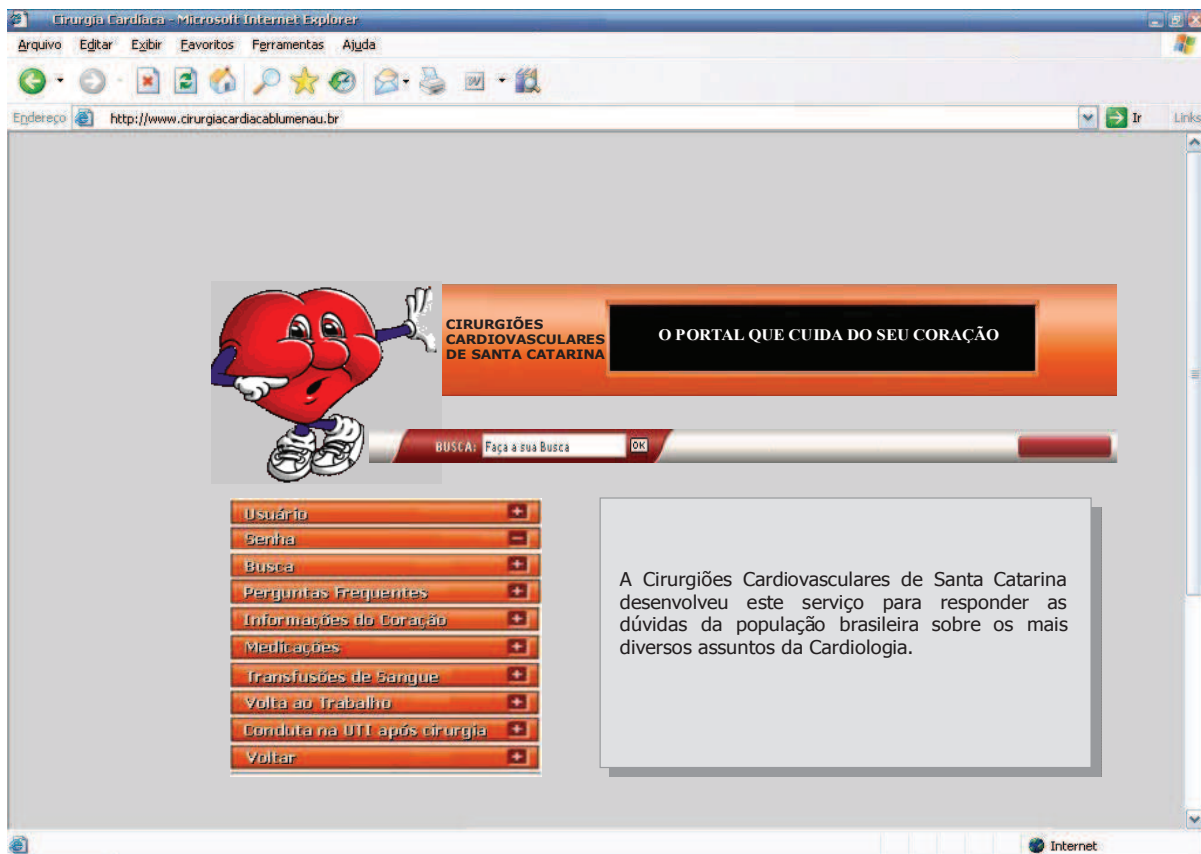 Cirurgia Cardíaca - Microsoft Internet Explorer
Arquivo Editar Exibir Favoritos Ferramentas Ajuda
Endereço http://www.cirurgiacardiacablumenau.br Ir Links
CIRURGIÕES
CARDIOVASCULARES
DE SANTA CATARINA
O PORTAL QUE CUIDA DO SEU CORAÇÃO
BUSCA: Faça a sua Busca OK
Usuário
Senha
Busca
Perguntas Frequentes
Informações do Coração
Medicações
Transfusões de Sangue
Volta ao Trabalho
Conduta na UTI após cirurgia
Voltar
A Cirurgiões Cardiovasculares de Santa Catarina
desenvolveu este serviço para responder as
dúvidas da população brasileira sobre os mais
diversos assuntos da Cardiologia.
Internet